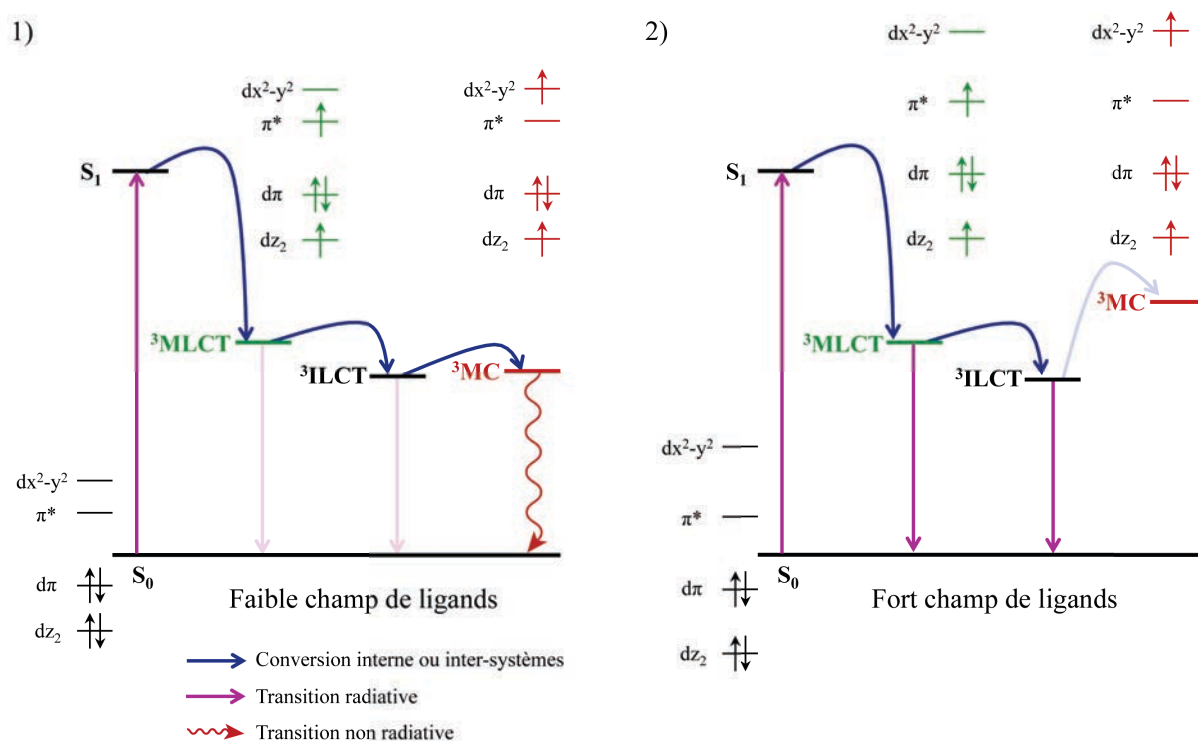 1)
dx²-y²
π*
dπ
dz₂
dx²-y²
π*
dπ
dz₂
S₁
³MLCT
³ILCT
³MC
dx²-y²
π*
S₀
dπ
dz₂
Faible champ de ligands
2)
dx²-y²
π*
dπ
dz₂
dx²-y²
π*
dπ
dz₂
S₁
³MC
³MLCT
³ILCT
dx²-y²
π*
S₀
dπ
dz₂
Fort champ de ligands
Conversion interne ou inter-systèmes
Transition radiative
Transition non radiative